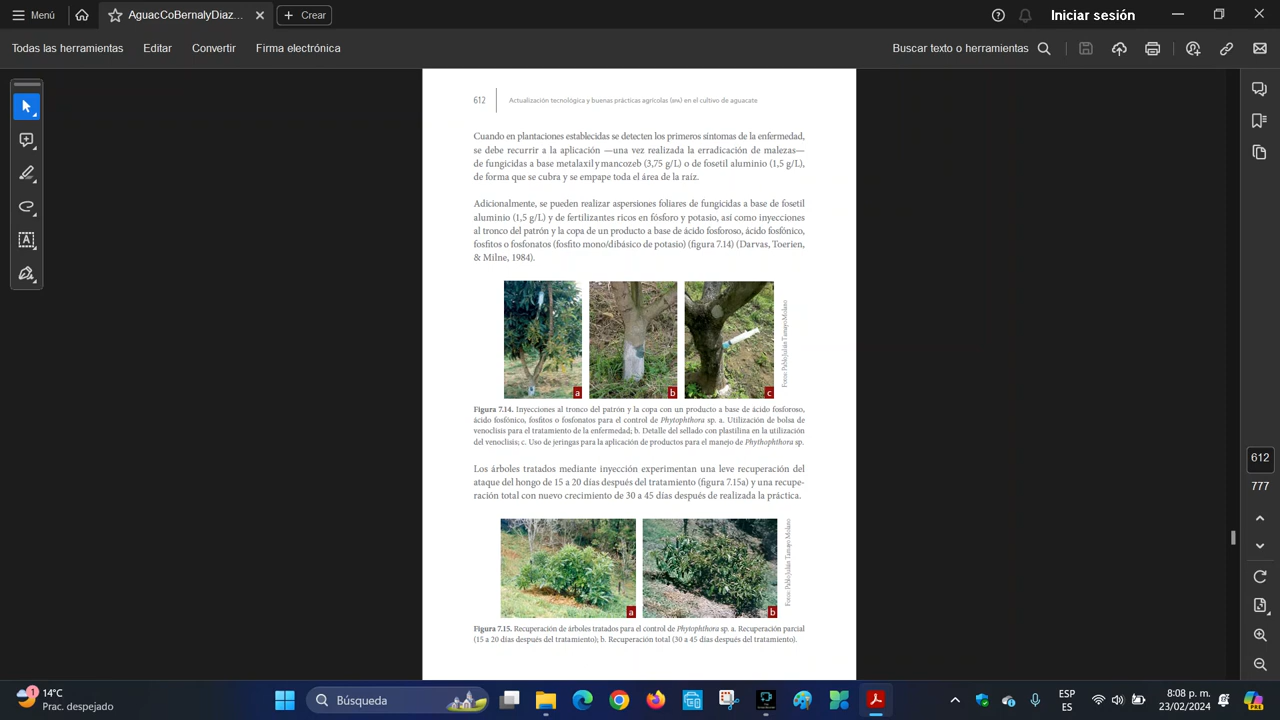 Menú
AguacateBernalDiaz...
Crear
Iniciar sesión
Todas las herramientas
Editar
Convertir
Firma electrónica
Buscar texto o herramientas
612
Actualización tecnológica y buenas prácticas agrícolas (BPA) en el cultivo de aguacate
Cuando en plantaciones establecidas se detecten los primeros síntomas de la enfermedad,
se debe recurrir a la aplicación —una vez realizada la erradicación de malezas—
de fungicidas a base metalaxil y mancozeb (3,75 g/L) o de fosetil aluminio (1,5 g/L),
de forma que se cubra y se empape toda el área de la raíz.
Adicionalmente, se pueden realizar aspersiones foliares de fungicidas a base de fosetil
aluminio (1,5 g/L) y de fertilizantes ricos en fósforo y potasio, así como inyecciones
al tronco del patrón y la copa de un producto a base de ácido fosforoso, ácido fosfónico,
fosfitos o fosfonatos (fosfito mono/dibásico de potasio) (figura 7.14) (Darvas, Toerien,
& Milne, 1984).
a
b
c
Fotos: Pablo Julián Tamayo Molano
Figura 7.14. Inyecciones al tronco del patrón y la copa con un producto a base de ácido fosforoso,
ácido fosfónico, fosfitos o fosfonatos para el control de Phytophthora sp. a. Utilización de bolsa de
venoclisis para el tratamiento de la enfermedad; b. Detalle del sellado con plastilina en la utilización
del venoclisis; c. Uso de jeringas para la aplicación de productos para el manejo de Phythophthora sp.
Los árboles tratados mediante inyección experimentan una leve recuperación del
ataque del hongo de 15 a 20 días después del tratamiento (figura 7.15a) y una recupe-
ración total con nuevo crecimiento de 30 a 45 días después de realizada la práctica.
a
b
Fotos: Pablo Julián Tamayo Molano
Figura 7.15. Recuperación de árboles tratados para el control de Phytophthora sp. a. Recuperación parcial
(15 a 20 días después del tratamiento); b. Recuperación total (30 a 45 días después del tratamiento).
612
777
1
14°C
Búsqueda
ESP